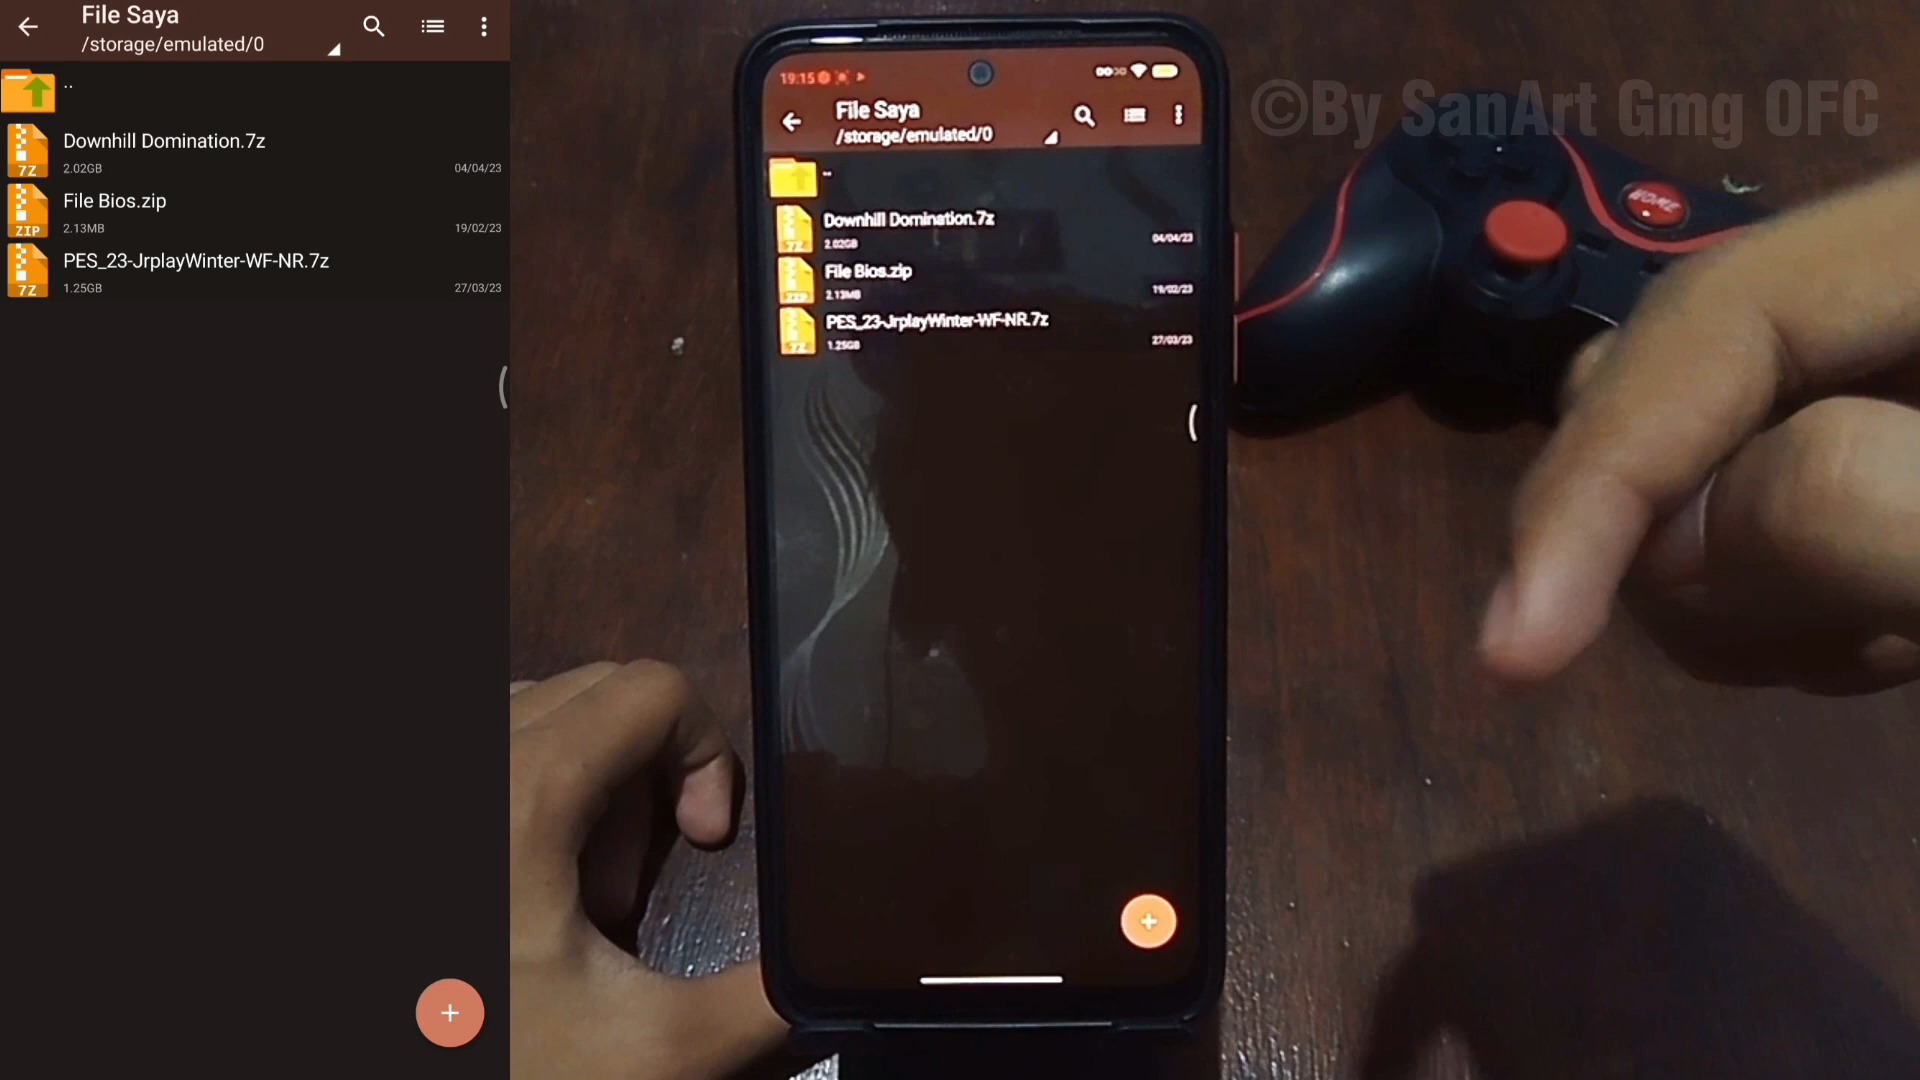 File Saya
/storage/emulated/0
..
Downhill Domination.7z
2.02GB
04/04/23
7Z
File Bios.zip
2.13MB
19/02/23
ZIP
PES_23-JrplayWinter-WF-NR.7z
1.25GB
27/03/23
7Z
+
19:15
File Saya
/storage/emulated/0
..
Downhill Domination.7z
2.02GB
04/04/23
7Z
File Bios.zip
2.13MB
19/02/23
ZIP
PES_23-JrplayWinter-WF-NR.7z
1.25GB
27/03/23
7Z
+
©By SanArt Gmg OFC
HOME